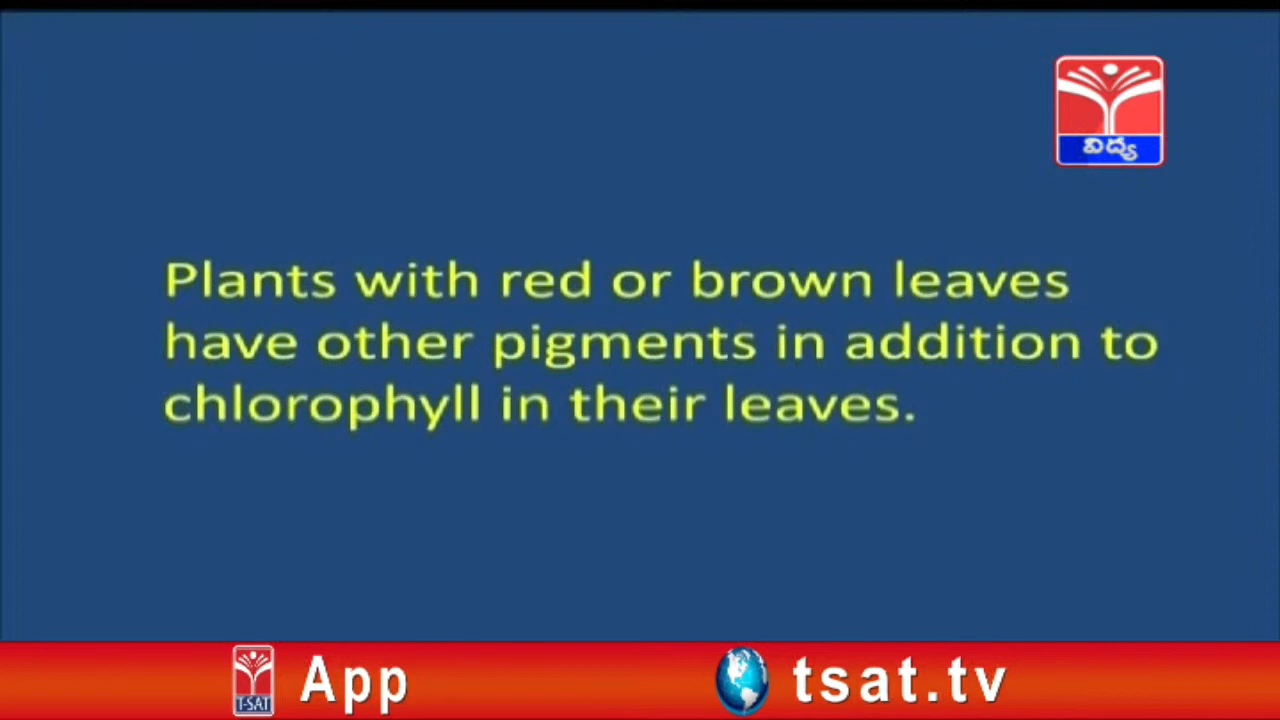 విద్య
Plants with red or brown leaves
have other pigments in addition to
chlorophyll in their leaves.
T-SAT
App
tsat.tv